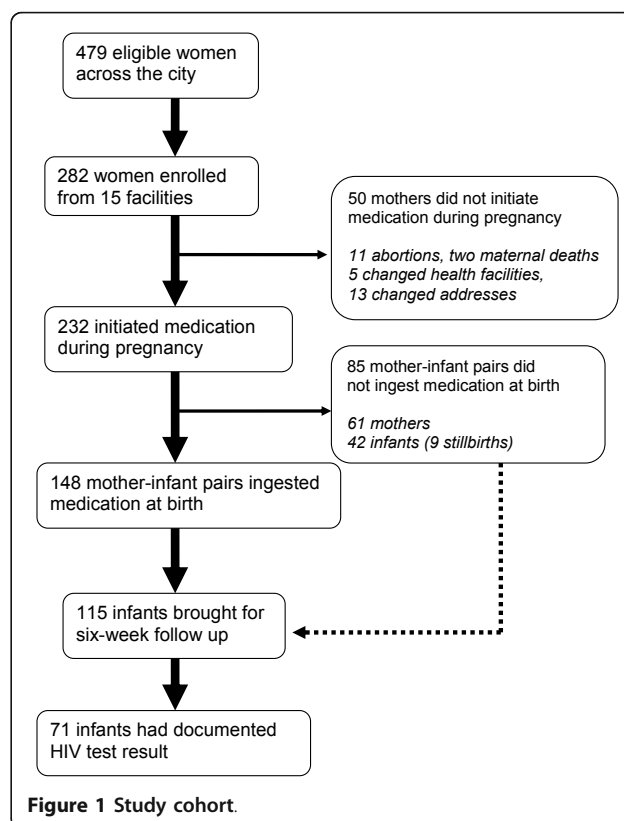 479 eligible women
across the city
282 women enrolled
from 15 facilities
50 mothers did not initiate
medication during pregnancy
11 abortions, two maternal deaths
5 changed health facilities,
13 changed addresses
232 initiated medication
during pregnancy
85 mother-infant pairs did
not ingest medication at birth
61 mothers
42 infants (9 stillbirths)
148 mother-infant pairs ingested
medication at birth
115 infants brought for
six-week follow up
71 infants had documented
HIV test result
Figure 1 Study cohort.